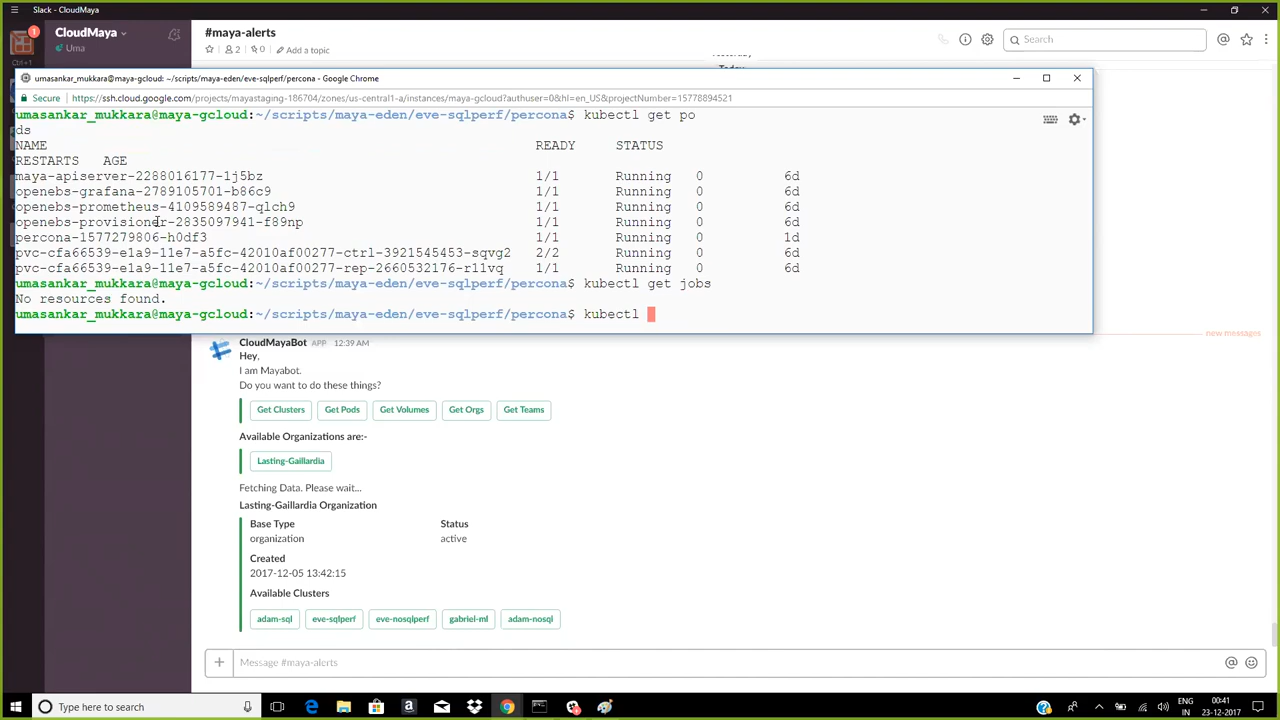 Slack - CloudMaya
1
Ctrl+1
CloudMaya
Uma
#maya-alerts
2
0
Add a topic
Search
umasankar_mukkara@maya-gcloud: ~/scripts/maya-eden/eve-sqlperf/percona - Google Chrome
Secure
https://ssh.cloud.google.com/projects/mayastaging-186704/zones/us-central1-a/instances/maya-gcloud?authuser=0&hl=en_US&projectNumber=15778894521
umasankar_mukkara@maya-gcloud:~/scripts/maya-eden/eve-sqlperf/percona$ kubectl get po
ds
NAME READY STATUS
RESTARTS AGE
maya-apiserver-2288016177-1j5bz 1/1 Running 0 6d
openebs-grafana-2789105701-b86c9 1/1 Running 0 6d
openebs-prometheus-4109589487-qlch9 1/1 Running 0 6d
openebs-provisioner-2835097941-f89np 1/1 Running 0 6d
percona-1577279806-h0df3 1/1 Running 0 1d
pvc-cfa66539-e1a9-11e7-a5fc-42010af00277-ctrl-3921545453-sqvg2 2/2 Running 0 6d
pvc-cfa66539-e1a9-11e7-a5fc-42010af00277-rep-2660532176-r11vq 1/1 Running 0 6d
umasankar_mukkara@maya-gcloud:~/scripts/maya-eden/eve-sqlperf/percona$ kubectl get jobs
No resources found.
umasankar_mukkara@maya-gcloud:~/scripts/maya-eden/eve-sqlperf/percona$ kubectl
new messages
CloudMayaBot APP 12:39 AM
Hey,
I am Mayabot.
Do you want to do these things?
Get Clusters
Get Pods
Get Volumes
Get Orgs
Get Teams
Available Organizations are:-
Lasting-Gaillardia
Fetching Data. Please wait...
Lasting-Gaillardia Organization
Base Type Status
organization active
Created
2017-12-05 13:42:15
Available Clusters
adam-sql
eve-sqlperf
eve-nosqlperf
gabriel-ml
adam-nosql
Message #maya-alerts
Type here to search
ENG
IN
00:41
23-12-2017